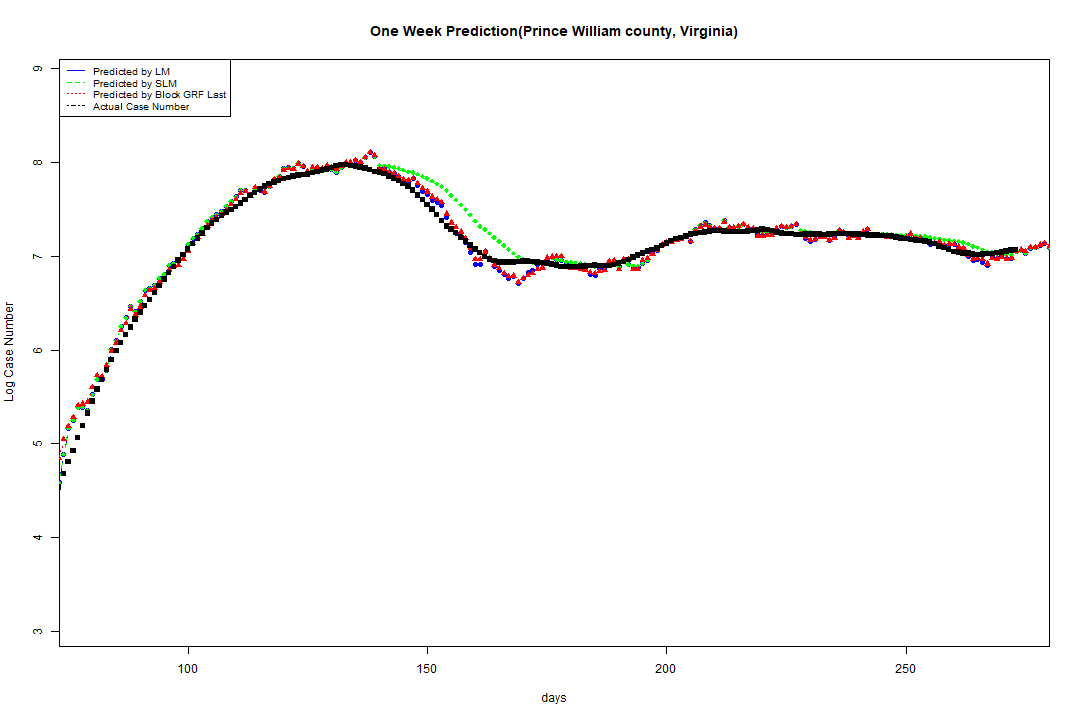 One Week Prediction(Prince William county, Virginia)
Predicted by LM
Predicted by SLM
Predicted by Block GRF Last
Actual Case Number
9
8
7
6
5
4
3
Log Case Number
100 150 200 250
days